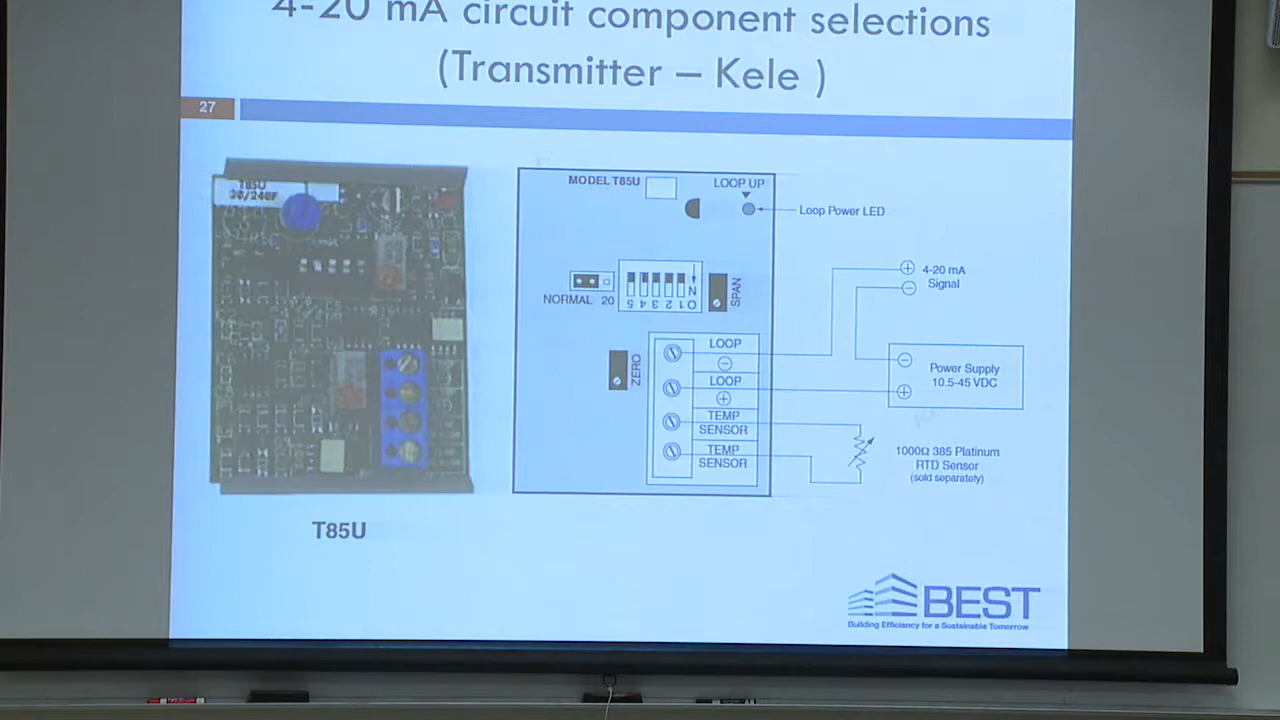 4-20 mA circuit component selections
(Transmitter – Kele )
27
T85U
30/240F
MODEL T85U
LOOP UP
Loop Power LED
NORMAL 20
5 4 3 2 1 O N
SPAN
ZERO
LOOP
LOOP
TEMP
SENSOR
TEMP
SENSOR
4-20 mA
Signal
Power Supply
10.5-45 VDC
1000Ω 385 Platinum
RTD Sensor
(sold separately)
T85U
BEST
Building Efficiency for a Sustainable Tomorrow